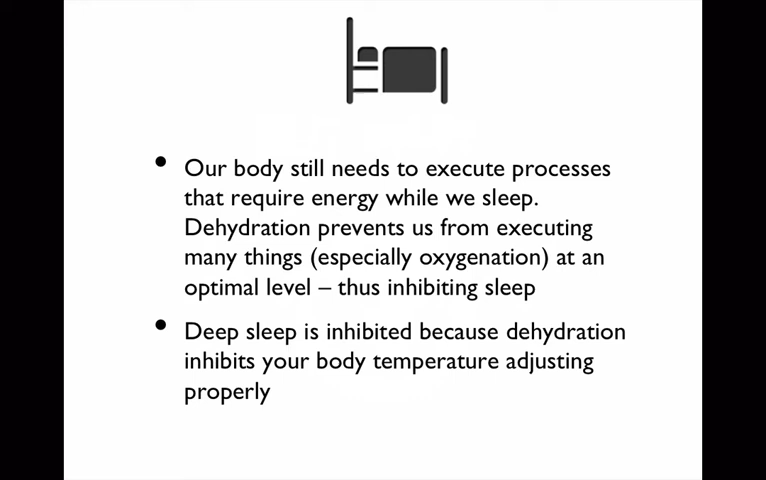 • Our body still needs to execute processes
that require energy while we sleep.
Dehydration prevents us from executing
many things (especially oxygenation) at an
optimal level – thus inhibiting sleep
• Deep sleep is inhibited because dehydration
inhibits your body temperature adjusting
properly